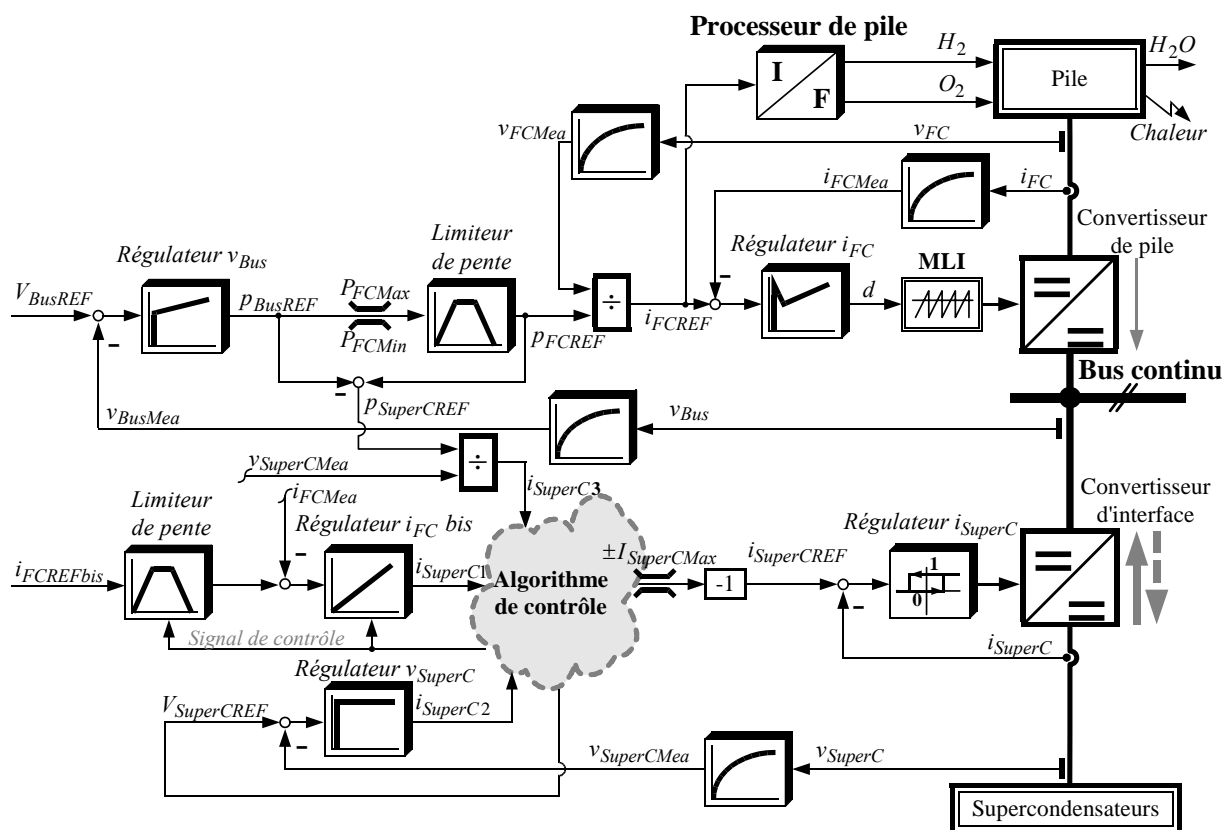 Processeur de pile
H2
H2O
I
F
O2
Pile
Chaleur
vFCMea
vFC
iFCMea
iFC
Convertisseur
de pile
Régulateur vBus
Limiteur
de pente
Régulateur iFC
MLI
VBusREF
pBusREF
PFCMax
PFCMin
÷
iFCREF
d
pFCREF
Bus continu
pSuperCREF
vBusMea
vBus
vSuperCMea
÷
iSuperC3
iFCMea
Limiteur
de pente
Régulateur iFC bis
Convertisseur
d'interface
Régulateur iSuperC
iFCREFbis
iSuperC1
Algorithme
de contrôle
±ISuperCMax
-1
iSuperCREF
1
0
Signal de contrôle
iSuperC
Régulateur vSuperC
VSuperCREF
iSuperC2
vSuperCMea
vSuperC
Supercondensateurs